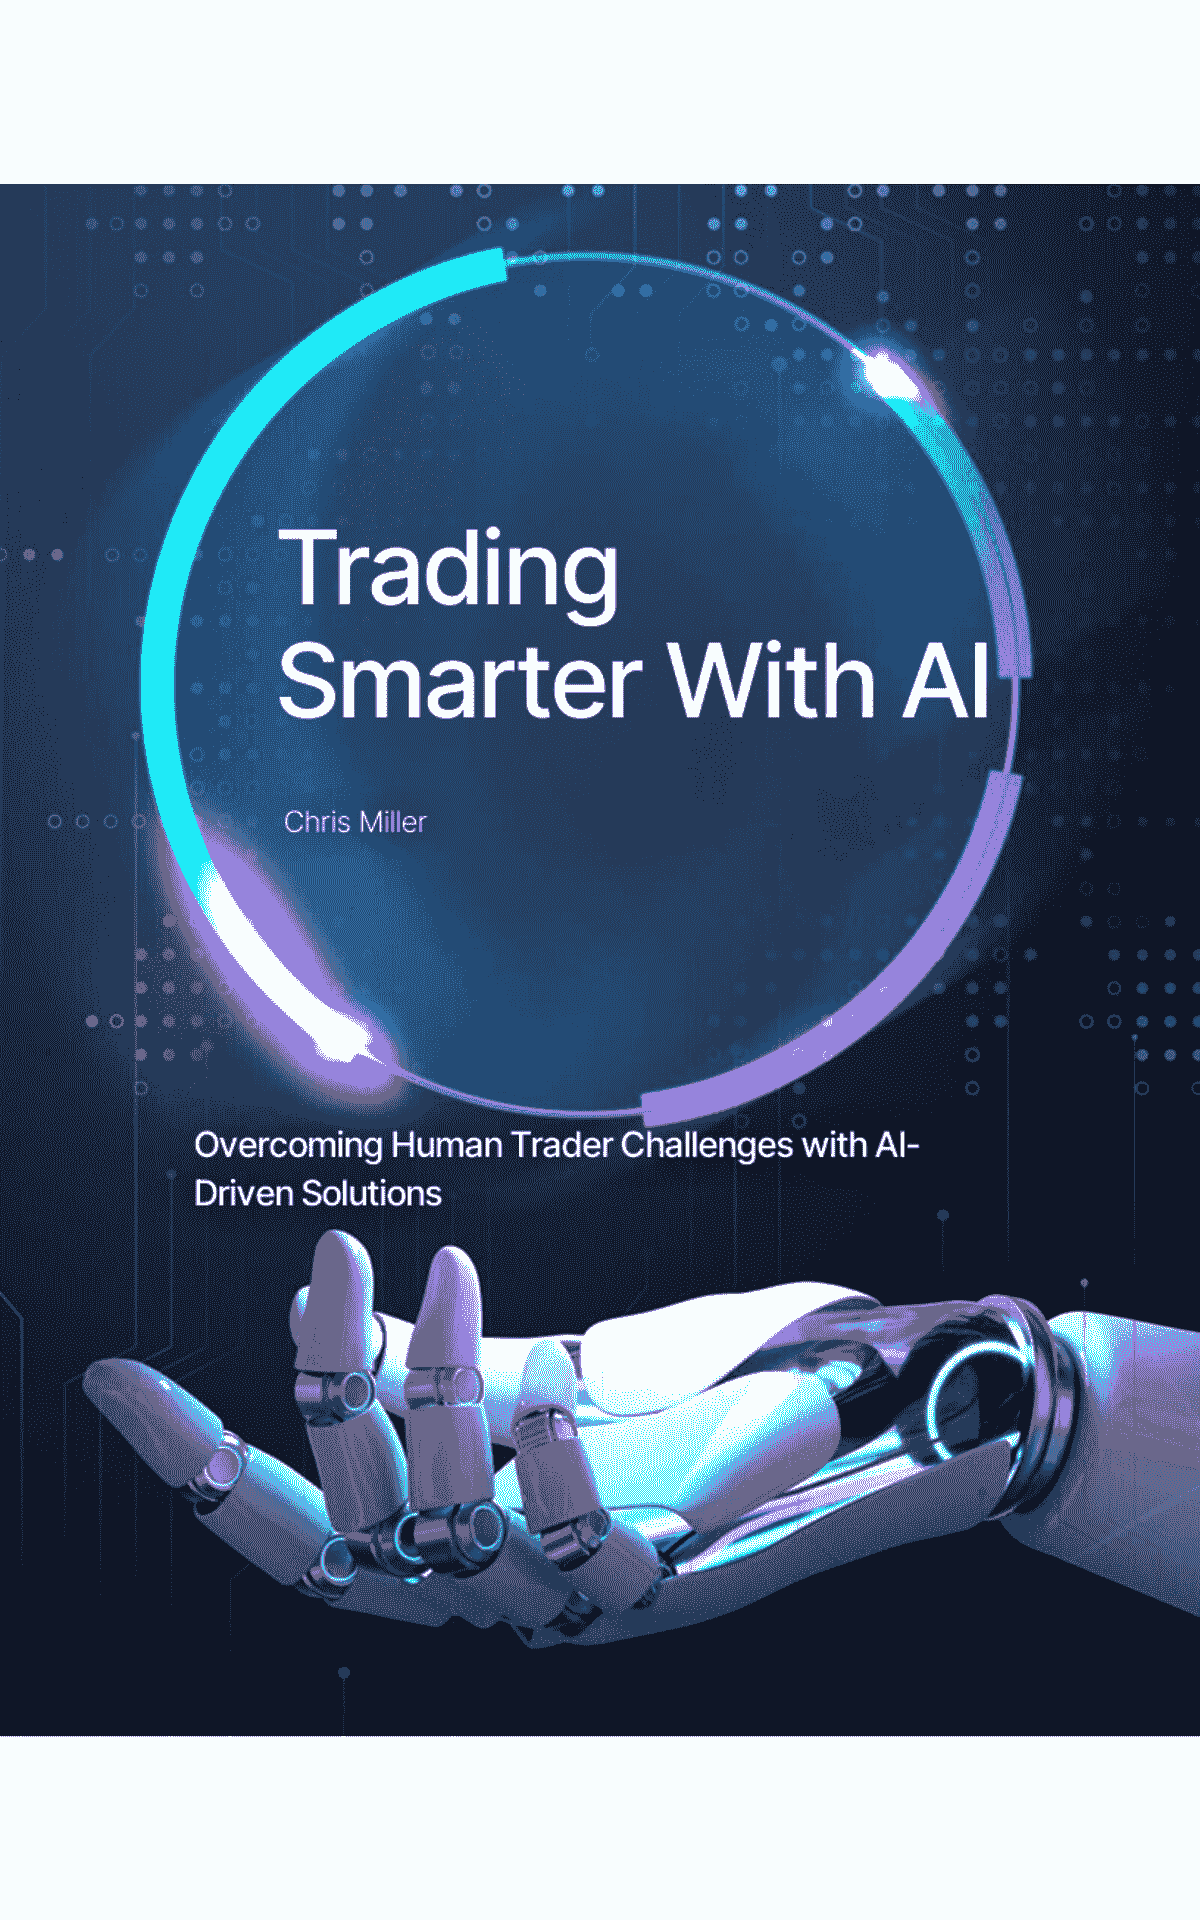 Trading
Smarter With AI
Chris Miller
Overcoming Human Trader Challenges with AI-
Driven Solutions